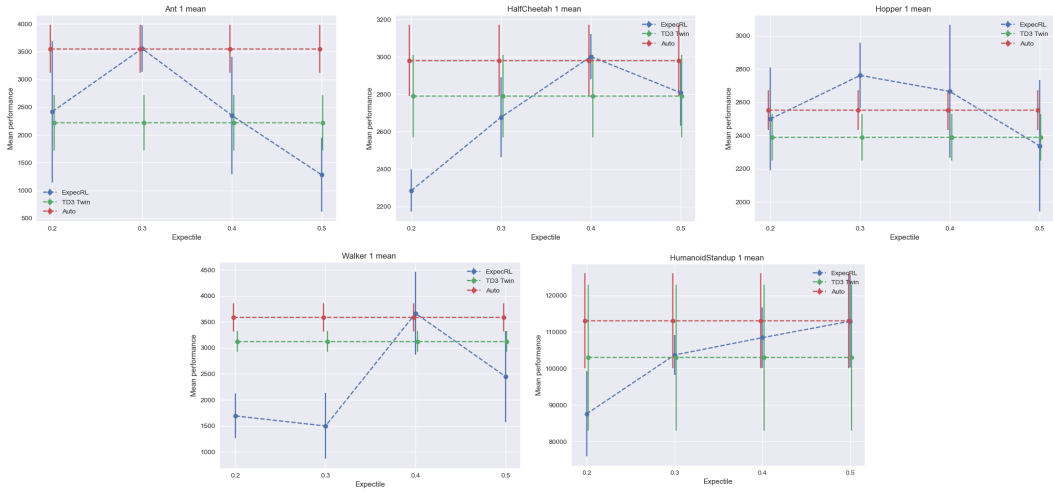 Ant 1 mean
Mean performance
4000
3500
3000
2500
2000
1500
1000
500
ExpecRL
TD3 Twin
Auto
0.2 0.3 0.4 0.5
Expectile
HalfCheetah 1 mean
Mean performance
3200
3000
2800
2600
2400
2200
ExpecRL
TD3 Twin
Auto
0.2 0.3 0.4 0.5
Expectile
Hopper 1 mean
Mean performance
3000
2800
2600
2400
2200
2000
ExpecRL
TD3 Twin
Auto
0.2 0.3 0.4 0.5
Expectile
Walker 1 mean
Mean performance
4500
4000
3500
3000
2500
2000
1500
1000
ExpecRL
TD3 Twin
Auto
0.2 0.3 0.4 0.5
Expectile
HumanoidStandup 1 mean
Mean performance
120000
110000
100000
90000
80000
ExpecRL
TD3 Twin
Auto
0.2 0.3 0.4 0.5
Expectile